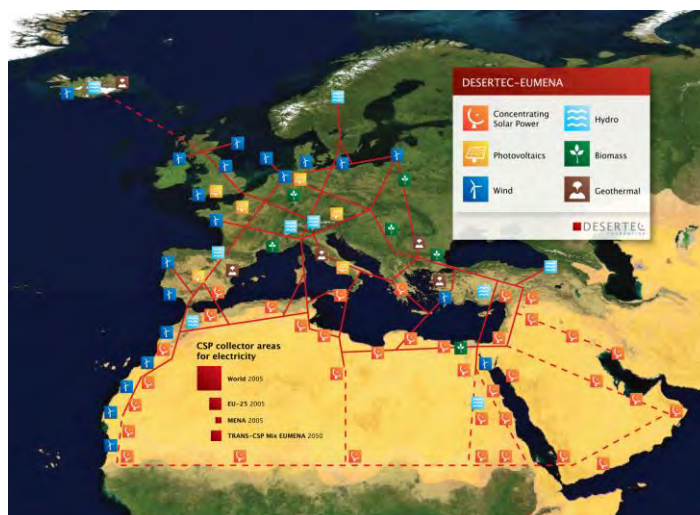 DESERTEC-EUMENA
Concentrating
Solar Power
Hydro
Photovoltaics
Biomass
Wind
Geothermal
DESERTEC
FOUNDATION
CSP collector areas
for electricity
World 2005
EU-25 2005
MENA 2005
TRANS-CSP Mix EUMENA 2050